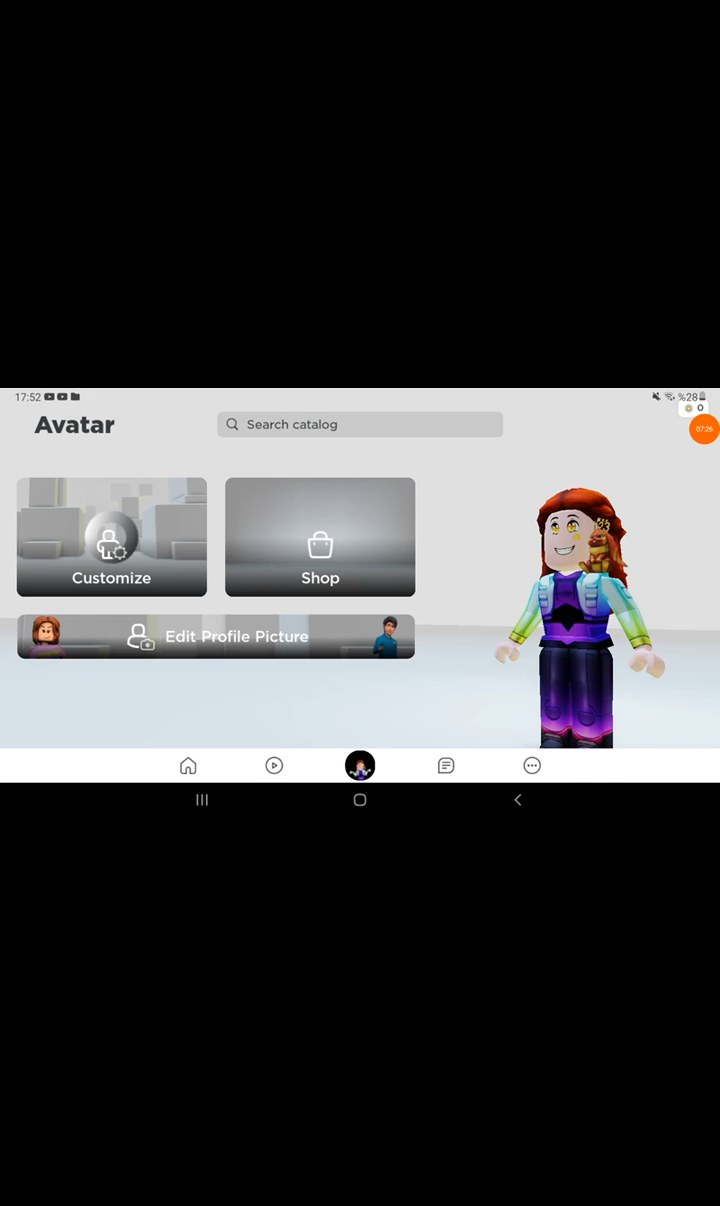 17:52
%28
Avatar
Search catalog
0
07:26
Customize
Shop
Edit Profile Picture